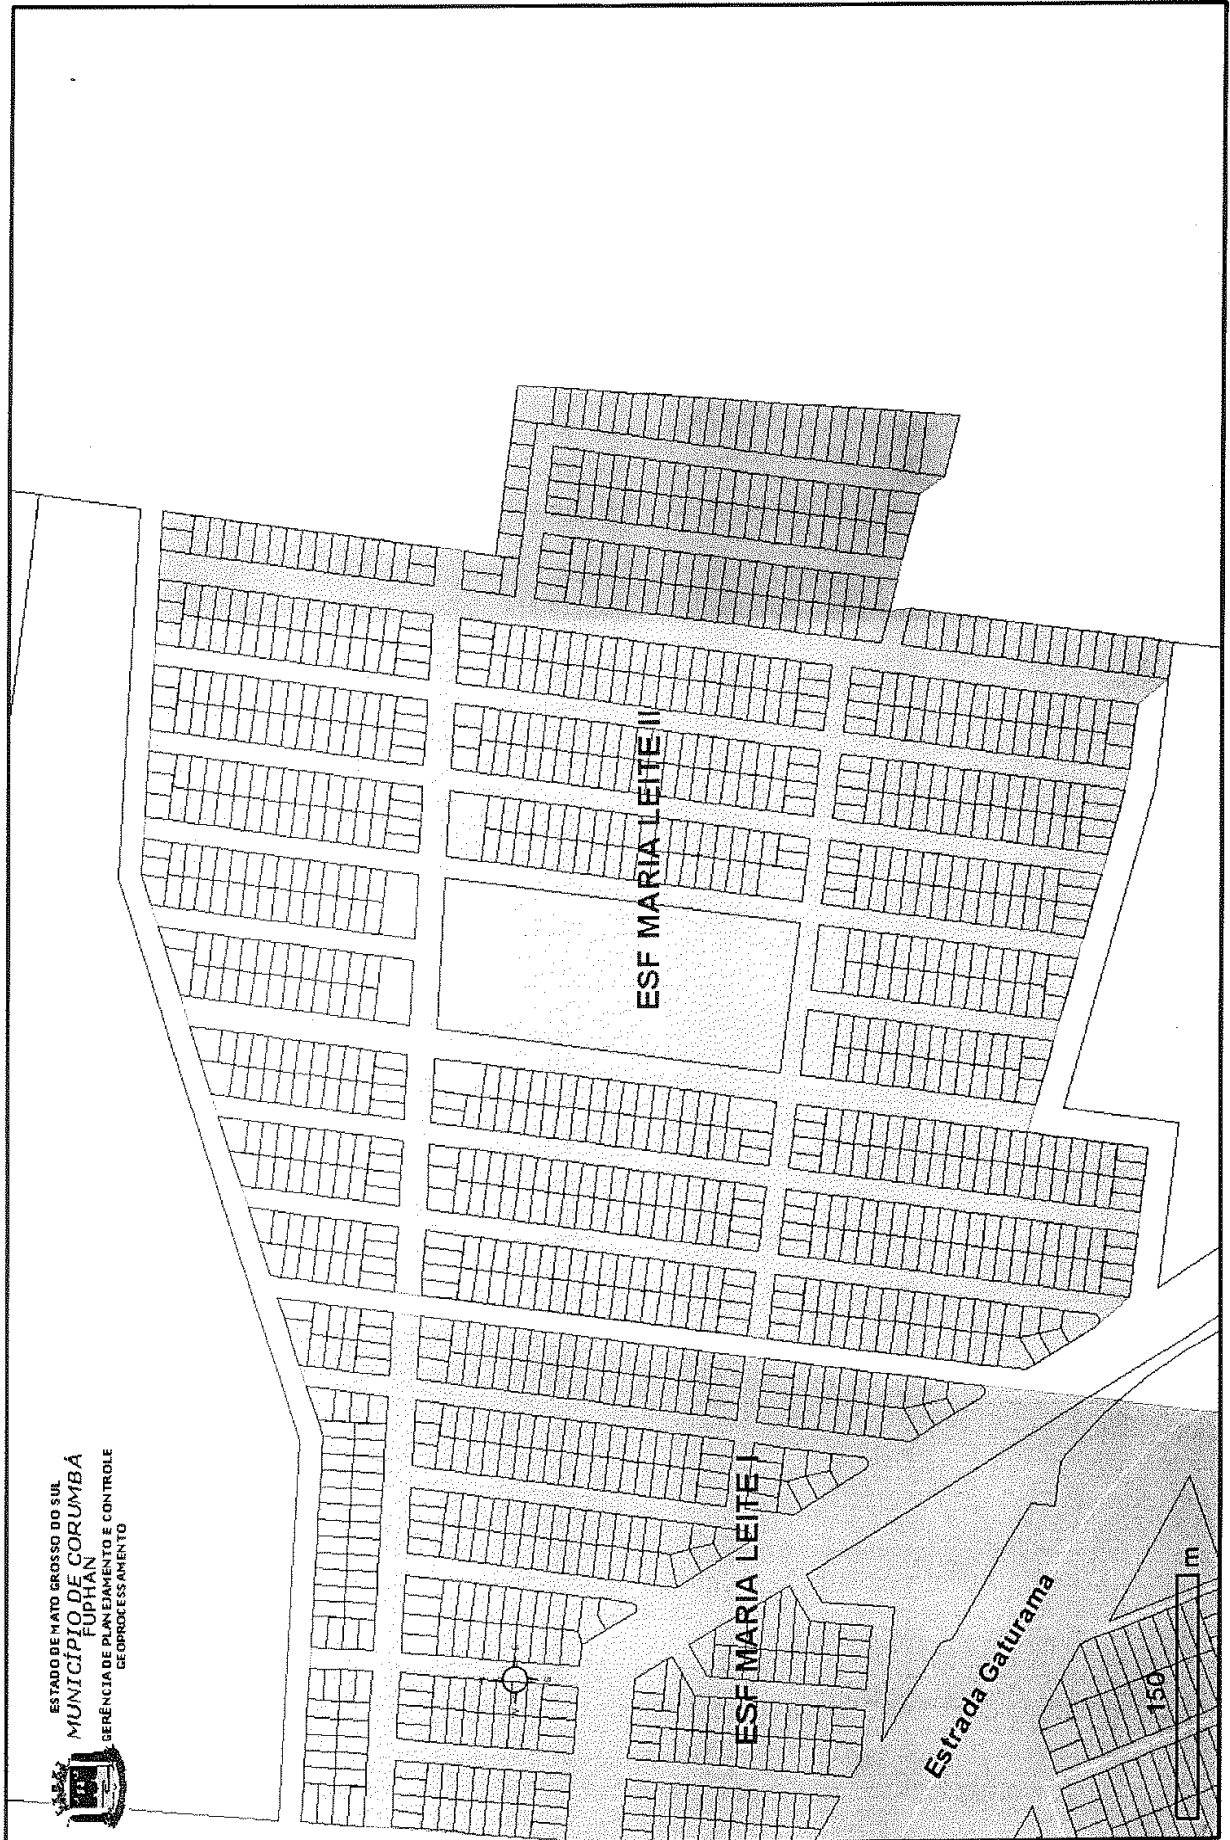 ESTADO DE MATO GROSSO DO SUL
MUNICÍPIO DE CORUMBÁ
FUPHAN
GERÊNCIA DE PLANEJAMENTO E CONTROLE
GEOPROCESSAMENTO
ESF MARIA LEITE II
ESF MARIA LEITE I
Estrada Gaturama
150
m